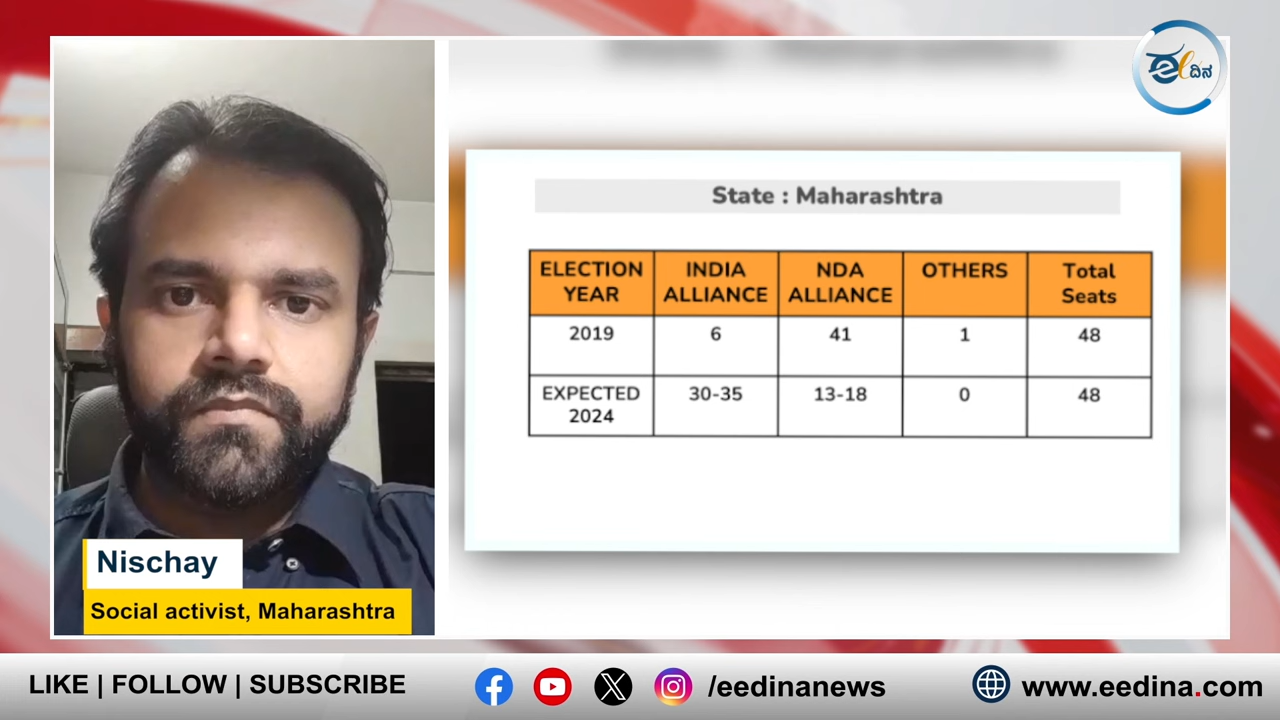 eeದಿನ
State : Maharashtra
ELECTION YEAR | INDIA ALLIANCE | NDA ALLIANCE | OTHERS | Total Seats
2019 | 6 | 41 | 1 | 48
EXPECTED 2024 | 30-35 | 13-18 | 0 | 48
Nischay
Social activist, Maharashtra
LIKE | FOLLOW | SUBSCRIBE
/eedinanews
www.eedina.com